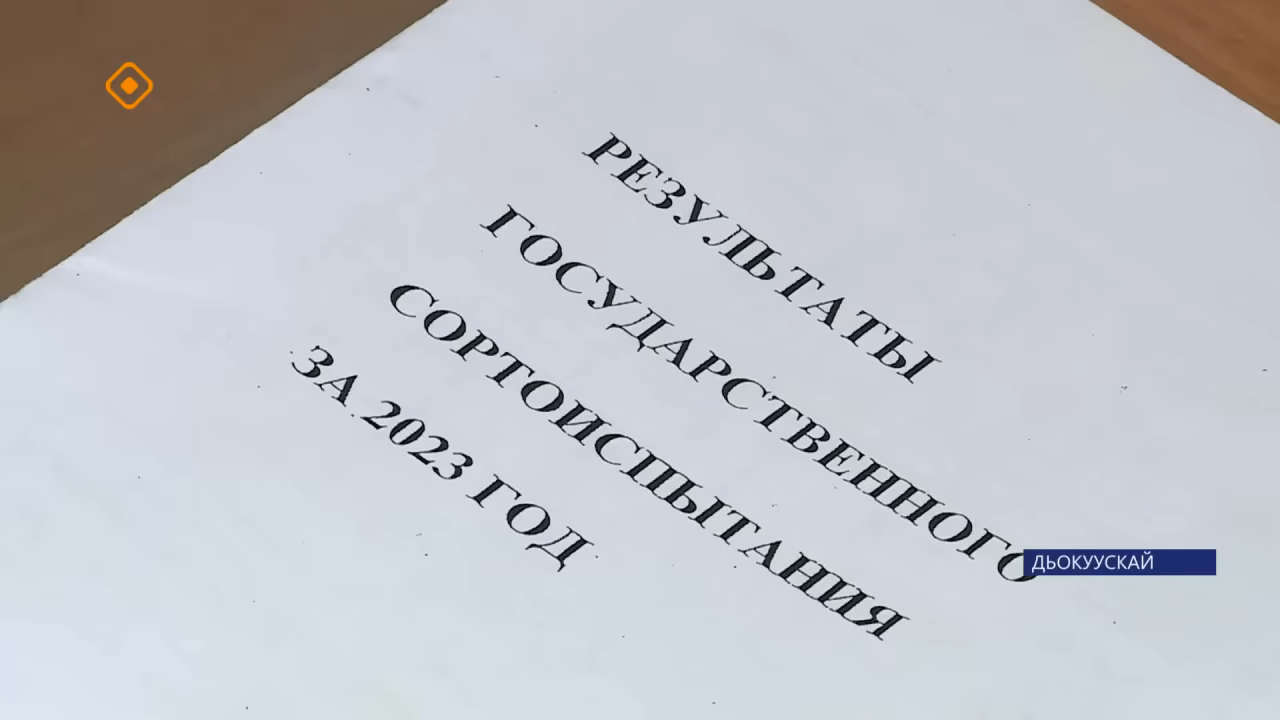 РЕЗУЛЬТАТЫ
ГОСУДАРСТВЕННОГО
СОРТОИСПЫТАНИЯ
ЗА 2023 ГОД
ДЬОКУУСКАЙ